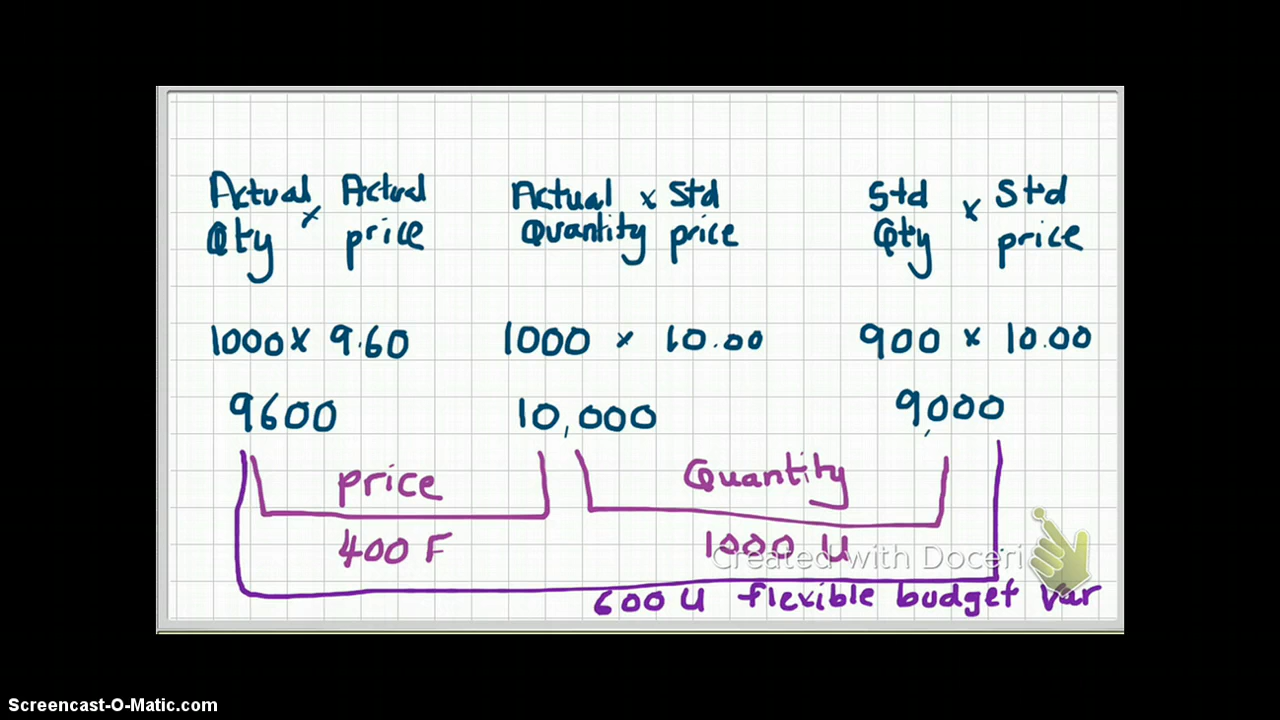 Actual × Actual
Qty price
Actual × Std
Quantity price
Std × Std
Qty price
1000 × 9.60
1000 × 10.00
900 × 10.00
9600
10,000
9,000
price
Quantity
400 F
1000 U
Created with Doceri
600 U flexible budget var
Screencast-O-Matic.com